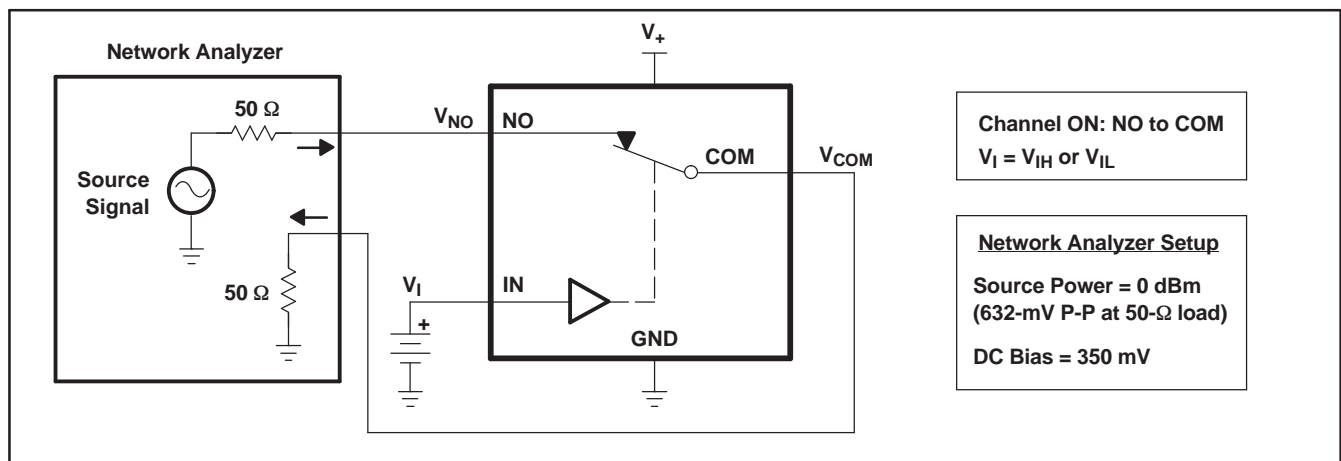 Network Analyzer
50 Ω
Source
Signal
50 Ω
V+
VNO
NO
COM
VCOM
VI
IN
+
GND
Channel ON: NO to COM
VI = VIH or VIL
Network Analyzer Setup
Source Power = 0 dBm
(632-mV P-P at 50-Ω load)
DC Bias = 350 mV